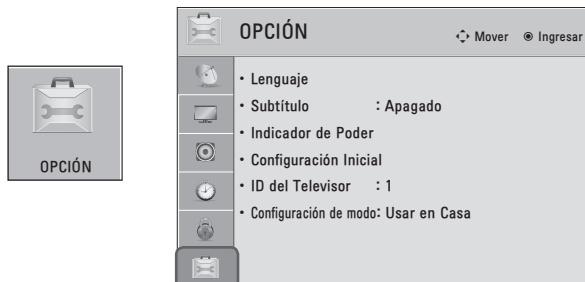 OPCIÓN
OPCIÓN Mover Ingresar
• Lenguaje
• Subtítulo : Apagado
• Indicador de Poder
• Configuración Inicial
• ID del Televisor : 1
• Configuración de modo: Usar en Casa